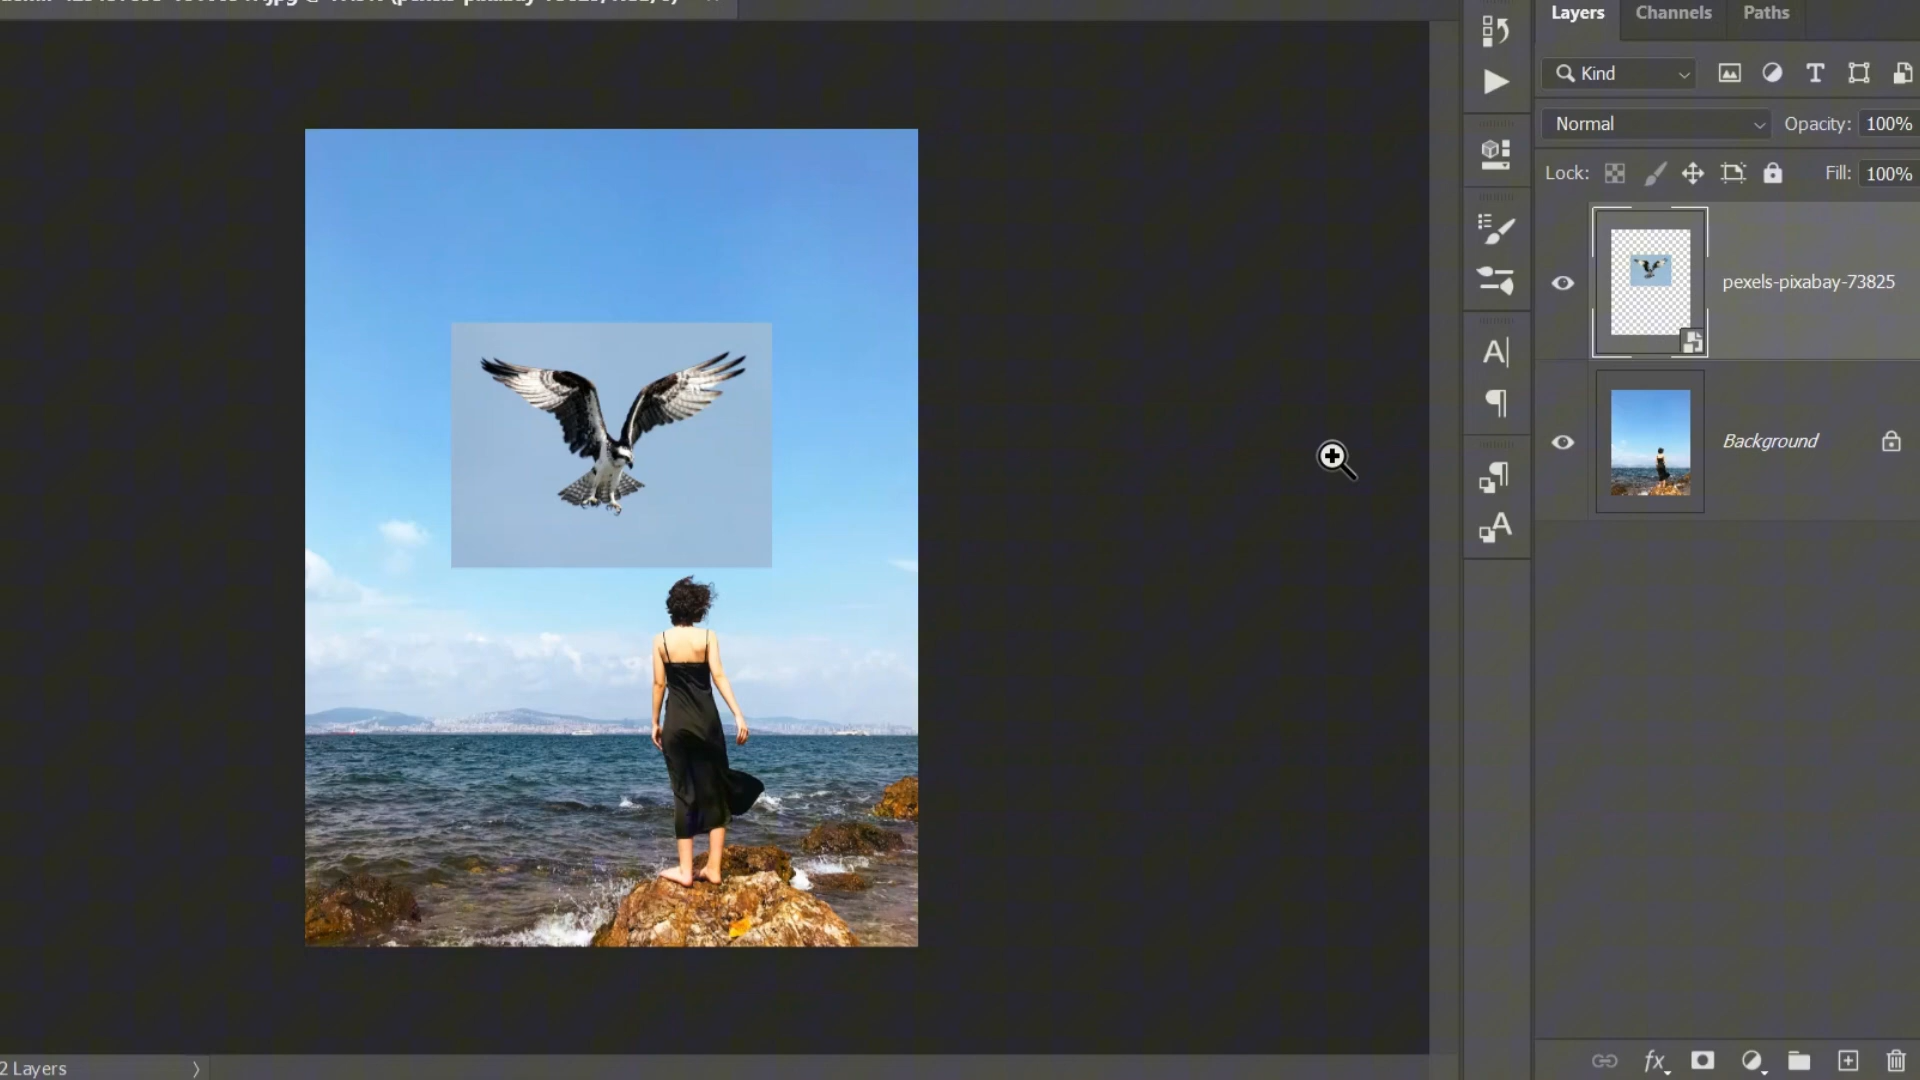 Layers Channels Paths
Kind
Normal Opacity: 100%
Lock: Fill: 100%
pexels-pixabay-73825
Background
2 Layers